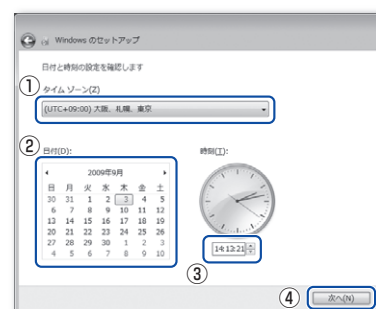 Windows のセットアップ
日付と時刻の設定を確認します
① タイム ゾーン(Z)
(UTC+09:00) 大阪、札幌、東京
② 日付(D):
時刻(T):
2009年9月
日 月 火 水 木 金 土
30 31 1 2 3 4 5
6 7 8 9 10 11 12
13 14 15 16 17 18 19
20 21 22 23 24 25 26
27 28 29 30 1 2 3
4 5 6 7 8 9 10
14:13:21
③
④ 次へ(N)